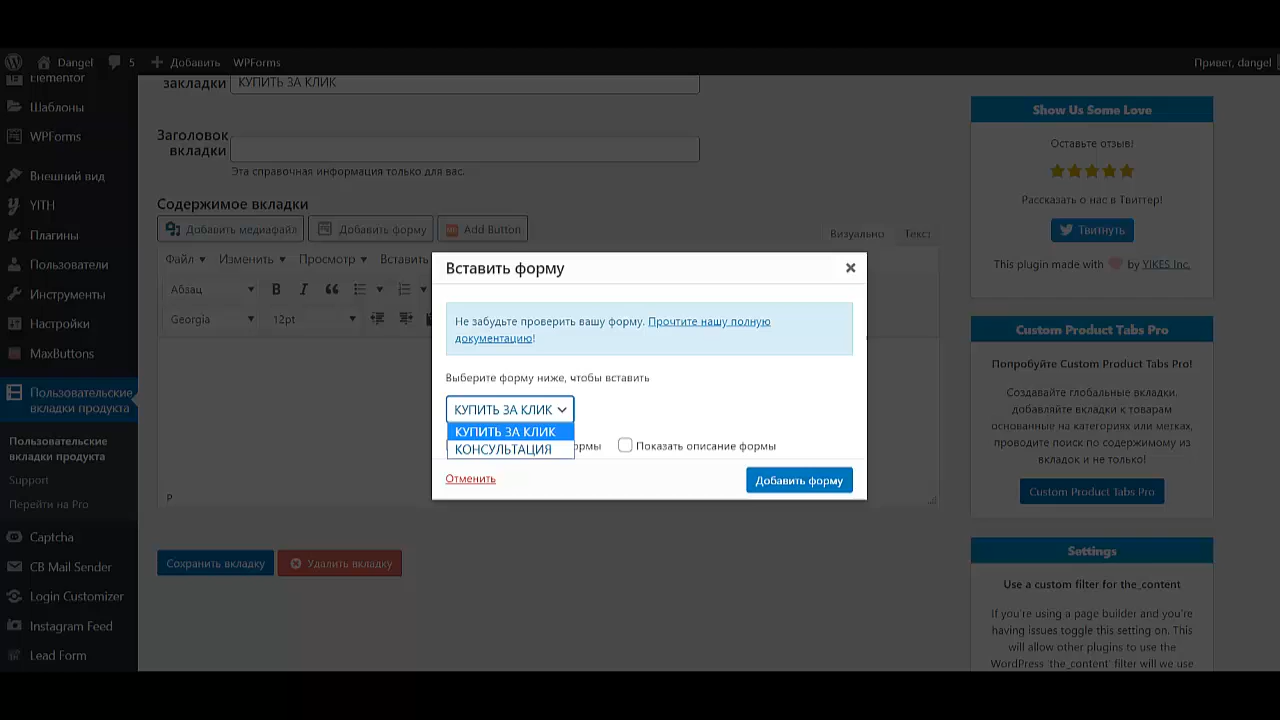 Dangel 5 Добавить WPForms Привет, dangel
Elementor
Шаблоны
WPForms
Внешний вид
YITH
Плагины
Пользователи
Инструменты
Настройки
MaxButtons
Пользовательские
вкладки продукта
Пользовательские
вкладки продукта
Support
Перейти на Pro
Captcha
CB Mail Sender
Login Customizer
Instagram Feed
Lead Form
закладки КУПИТЬ ЗА КЛИК
Заголовок
вкладки
Эта справочная информация только для вас.
Содержимое вкладки
Добавить медиафайл Добавить форму Add Button
Визуально Текст
Файл Изменить Просмотр Вставить
Абзац B I
Georgia 12pt
P
Сохранить вкладку Удалить вкладку
Вставить форму
Не забудьте проверить вашу форму. Прочтите нашу полную
документацию!
Выберите форму ниже, чтобы вставить
КУПИТЬ ЗА КЛИК
КУПИТЬ ЗА КЛИК
КОНСУЛЬТАЦИЯ
Показать описание формы
Отменить Добавить форму
Show Us Some Love
Оставьте отзыв!
Рассказать о нас в Твиттер!
Твитнуть
This plugin made with by YIKES Inc.
Custom Product Tabs Pro
Попробуйте Custom Product Tabs Pro!
Создавайте глобальные вкладки,
добавляйте вкладки к товарам
основанные на категориях или метках,
проводите поиск по содержимому из
вкладок и не только!
Custom Product Tabs Pro
Settings
Use a custom filter for the_content
If you're using a page builder and you're
having issues toggle this setting on. This
will allow other plugins to use the
WordPress 'the_content' filter will we use